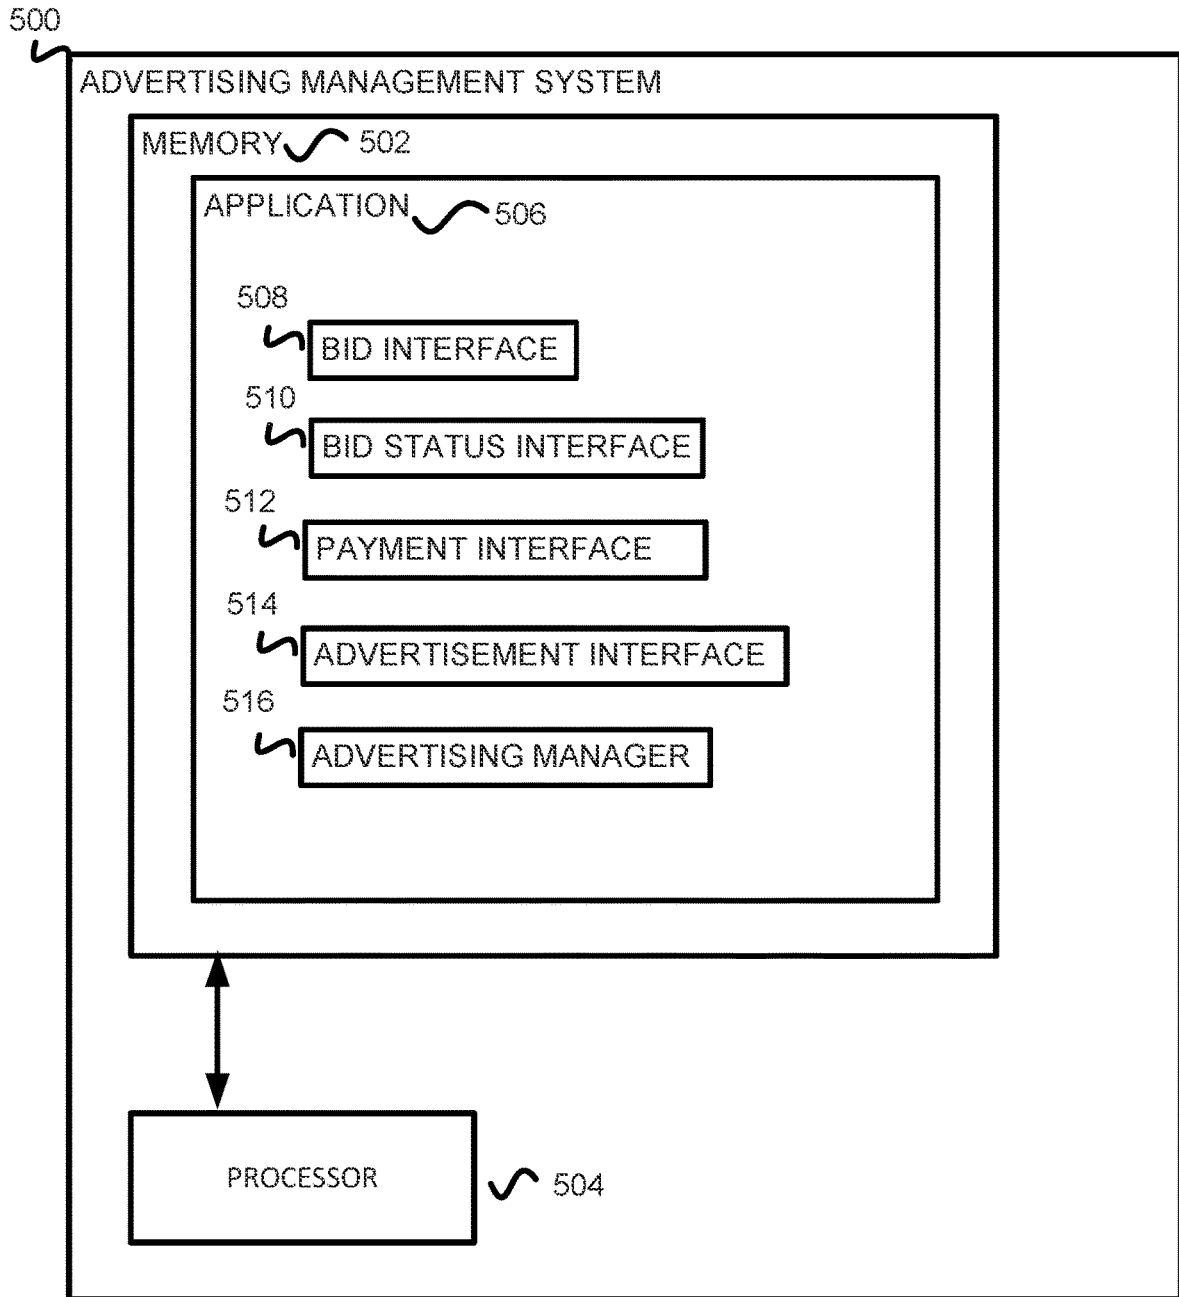 500
ADVERTISING MANAGEMENT SYSTEM
MEMORY 502
APPLICATION 506
508
BID INTERFACE
510
BID STATUS INTERFACE
512
PAYMENT INTERFACE
514
ADVERTISEMENT INTERFACE
516
ADVERTISING MANAGER
PROCESSOR 504